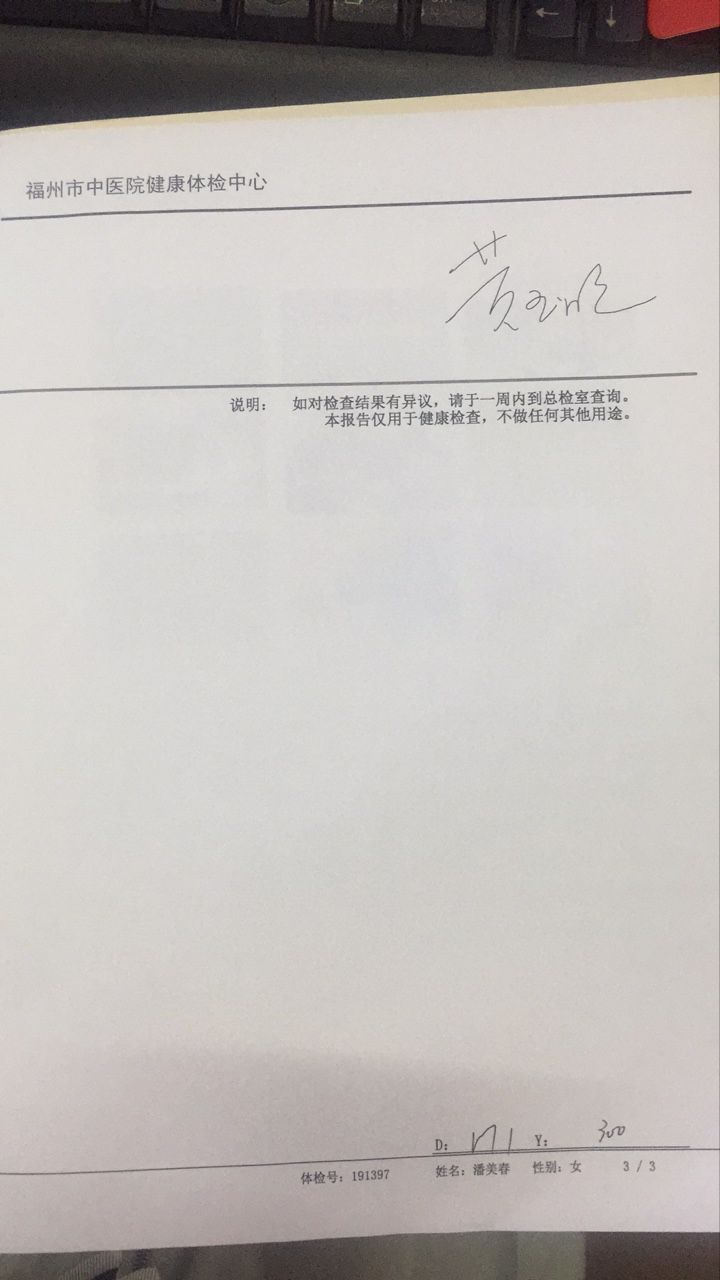 福州市中医院健康体检中心
说明： 如对检查结果有异议，请于一周内到总检室查询。
本报告仅用于健康检查，不做任何其他用途。
D: Y: 300
体检号：191397 姓名：潘美春 性别：女 3 / 3